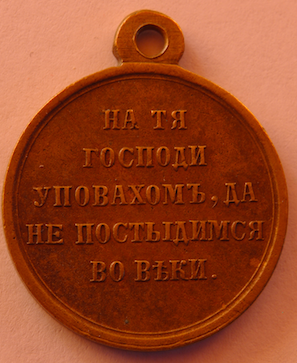 НА ТЯ
ГОСПОДИ
УПОВАХОМЪ, ДА
НЕ ПОСТЫДИМСЯ
ВО ВѢКИ.